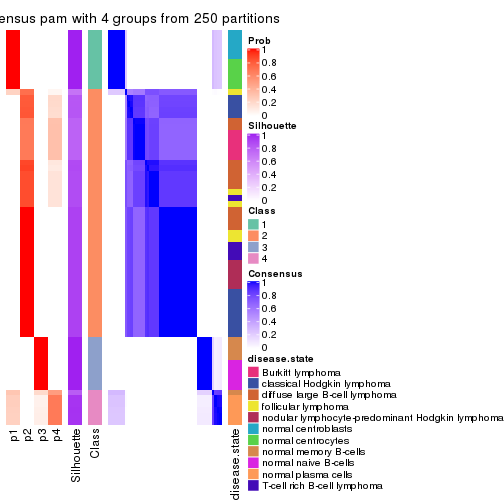 ensus pam with 4 groups from 250 partitions
Prob
1
0.8
0.6
0.4
0.2
0
Silhouette
1
0.8
0.6
0.4
0.2
0
Class
1
2
3
4
Consensus
1
0.8
0.6
0.4
0.2
0
disease.state
Burkitt lymphoma
classical Hodgkin lymphoma
diffuse large B-cell lymphoma
follicular lymphoma
nodular lymphocyte-predominant Hodgkin lymphoma
normal centroblasts
normal centrocytes
normal memory B-cells
normal naive B-cells
normal plasma cells
T-cell rich B-cell lymphoma
p1
p2
p3
p4
Silhouette
Class
disease.state